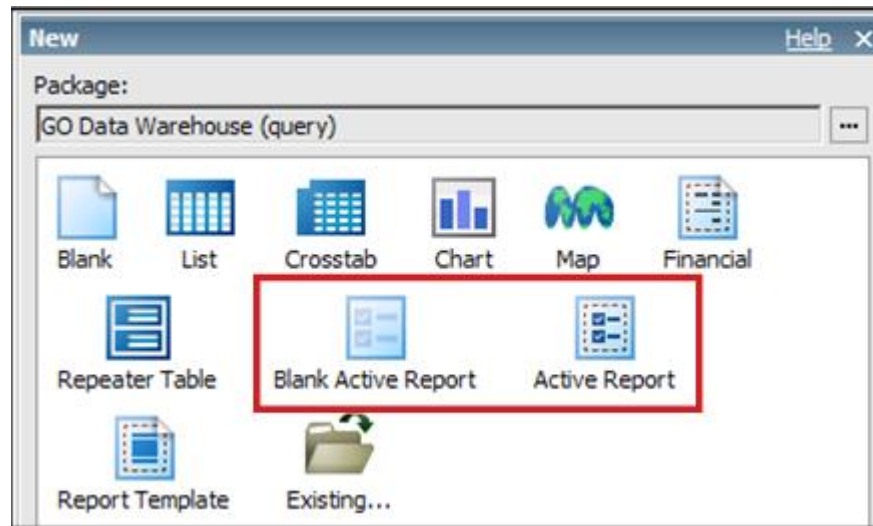 New Help X
Package:
GO Data Warehouse (query) ...
Blank List Crosstab Chart Map Financial
Repeater Table Blank Active Report Active Report
Report Template Existing...